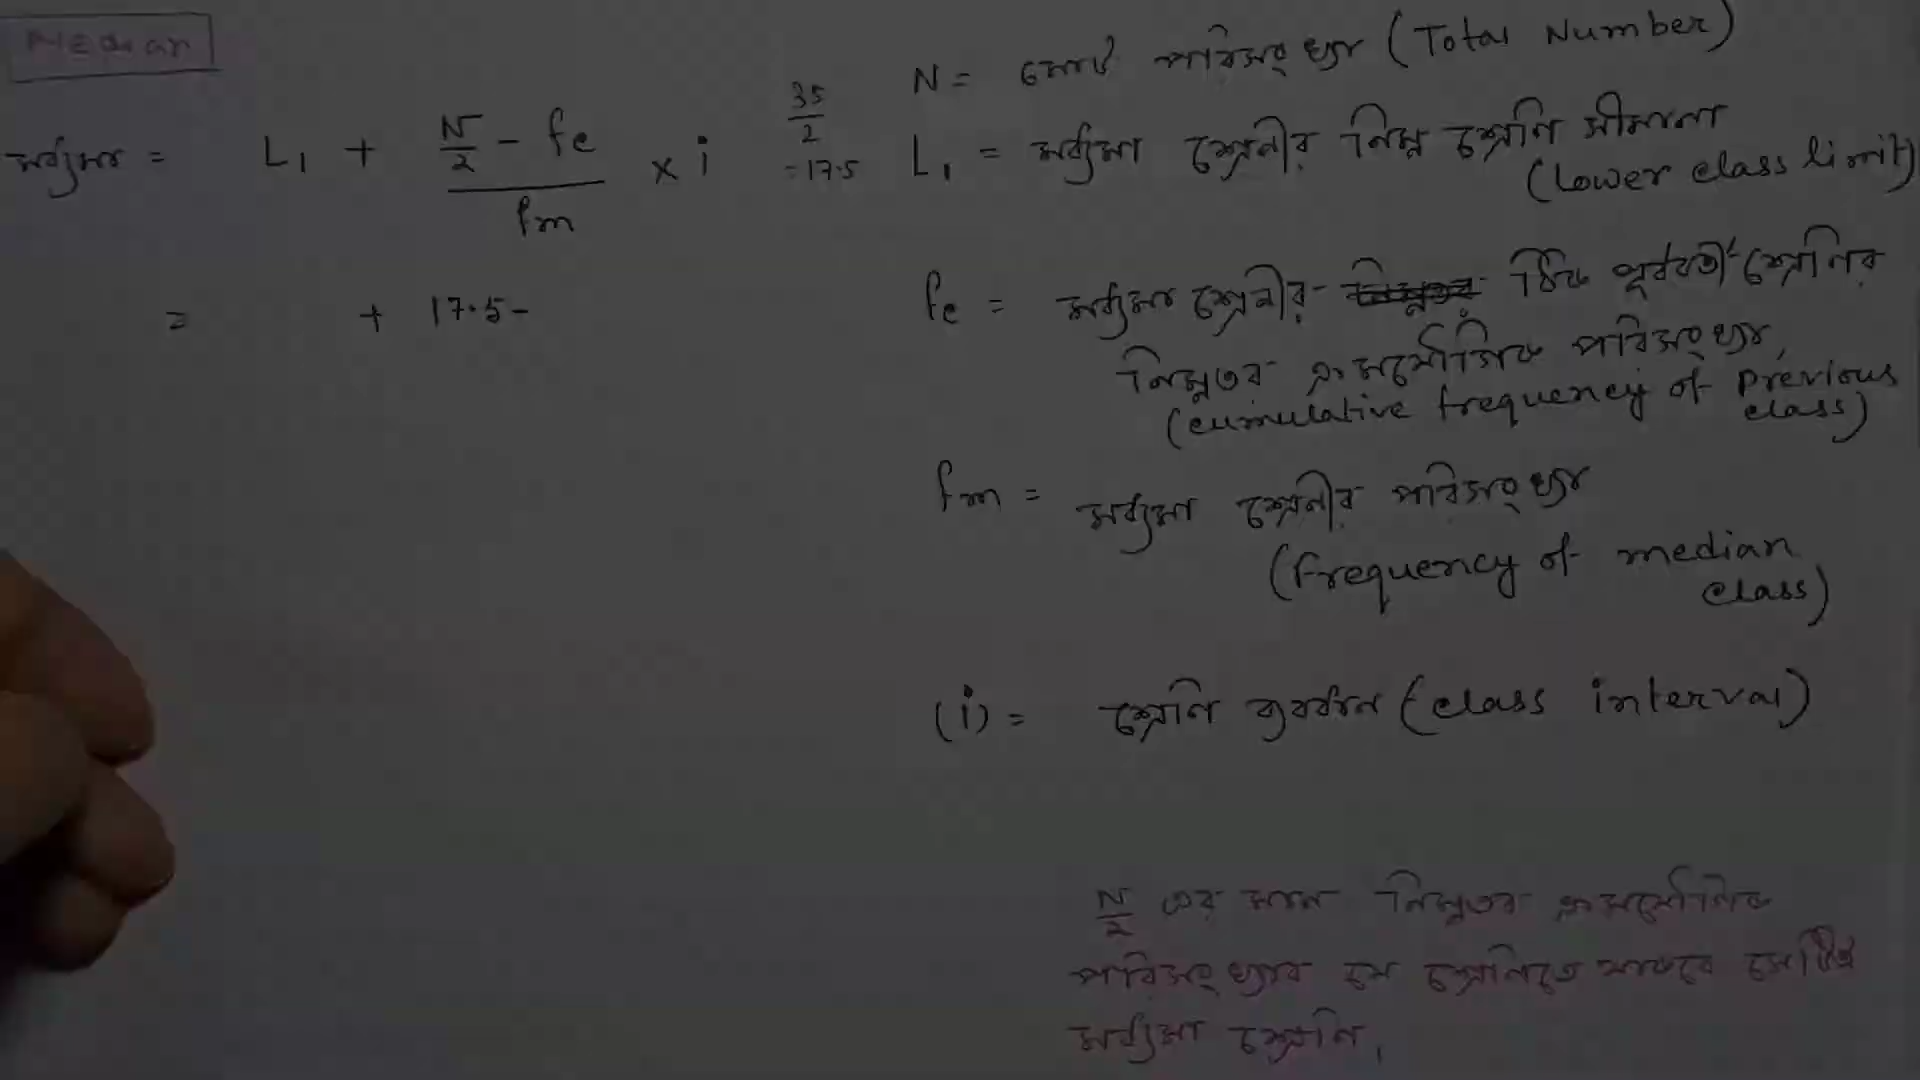 Median
মধ্যমা = L₁ + (N/2 - fc)/fm × i
35/2
= 17.5
= + 17.5 -
N = মোট পরিসংখ্যা (Total Number)
L₁ = মধ্যমা শ্রেনীর নিম্ন শ্রেণি সীমানা
(Lower class limit)
fc = মধ্যমা শ্রেনীর ঠিক পূর্ববর্তী শ্রেণির
নিম্নতর ক্রমযৌগিক পরিসংখ্যা
(cumulative frequency of previous
class)
fm = মধ্যমা শ্রেনীর পরিসংখ্যা
(frequency of median
class)
(i) = শ্রেণি ব্যবধান (class interval)
N/2 এর মান নিম্নতর ক্রমযৌগিক
পরিসংখ্যার যে শ্রেণিতে থাকবে সেটিই
মধ্যমা শ্রেণি,